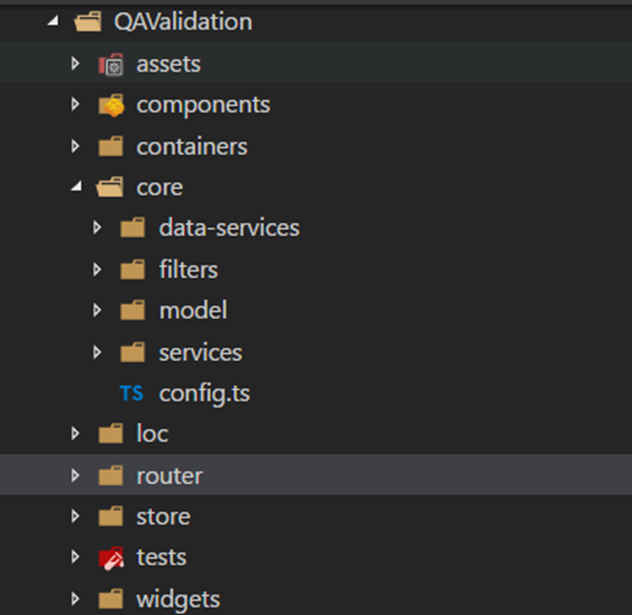 QAValidation
assets
components
containers
core
data-services
filters
model
services
TS config.ts
loc
router
store
tests
widgets